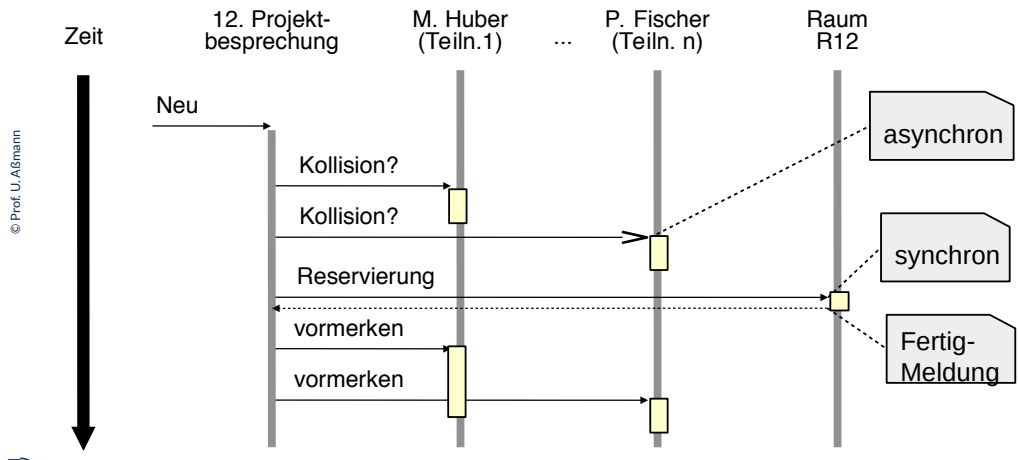 Zeit
12. Projekt-
besprechung
M. Huber
(Teiln.1)
...
P. Fischer
(Teiln. n)
Raum
R12
Neu
Kollision?
Kollision?
Reservierung
vormerken
vormerken
asynchron
synchron
Fertig-
Meldung
© Prof. U. Aßmann